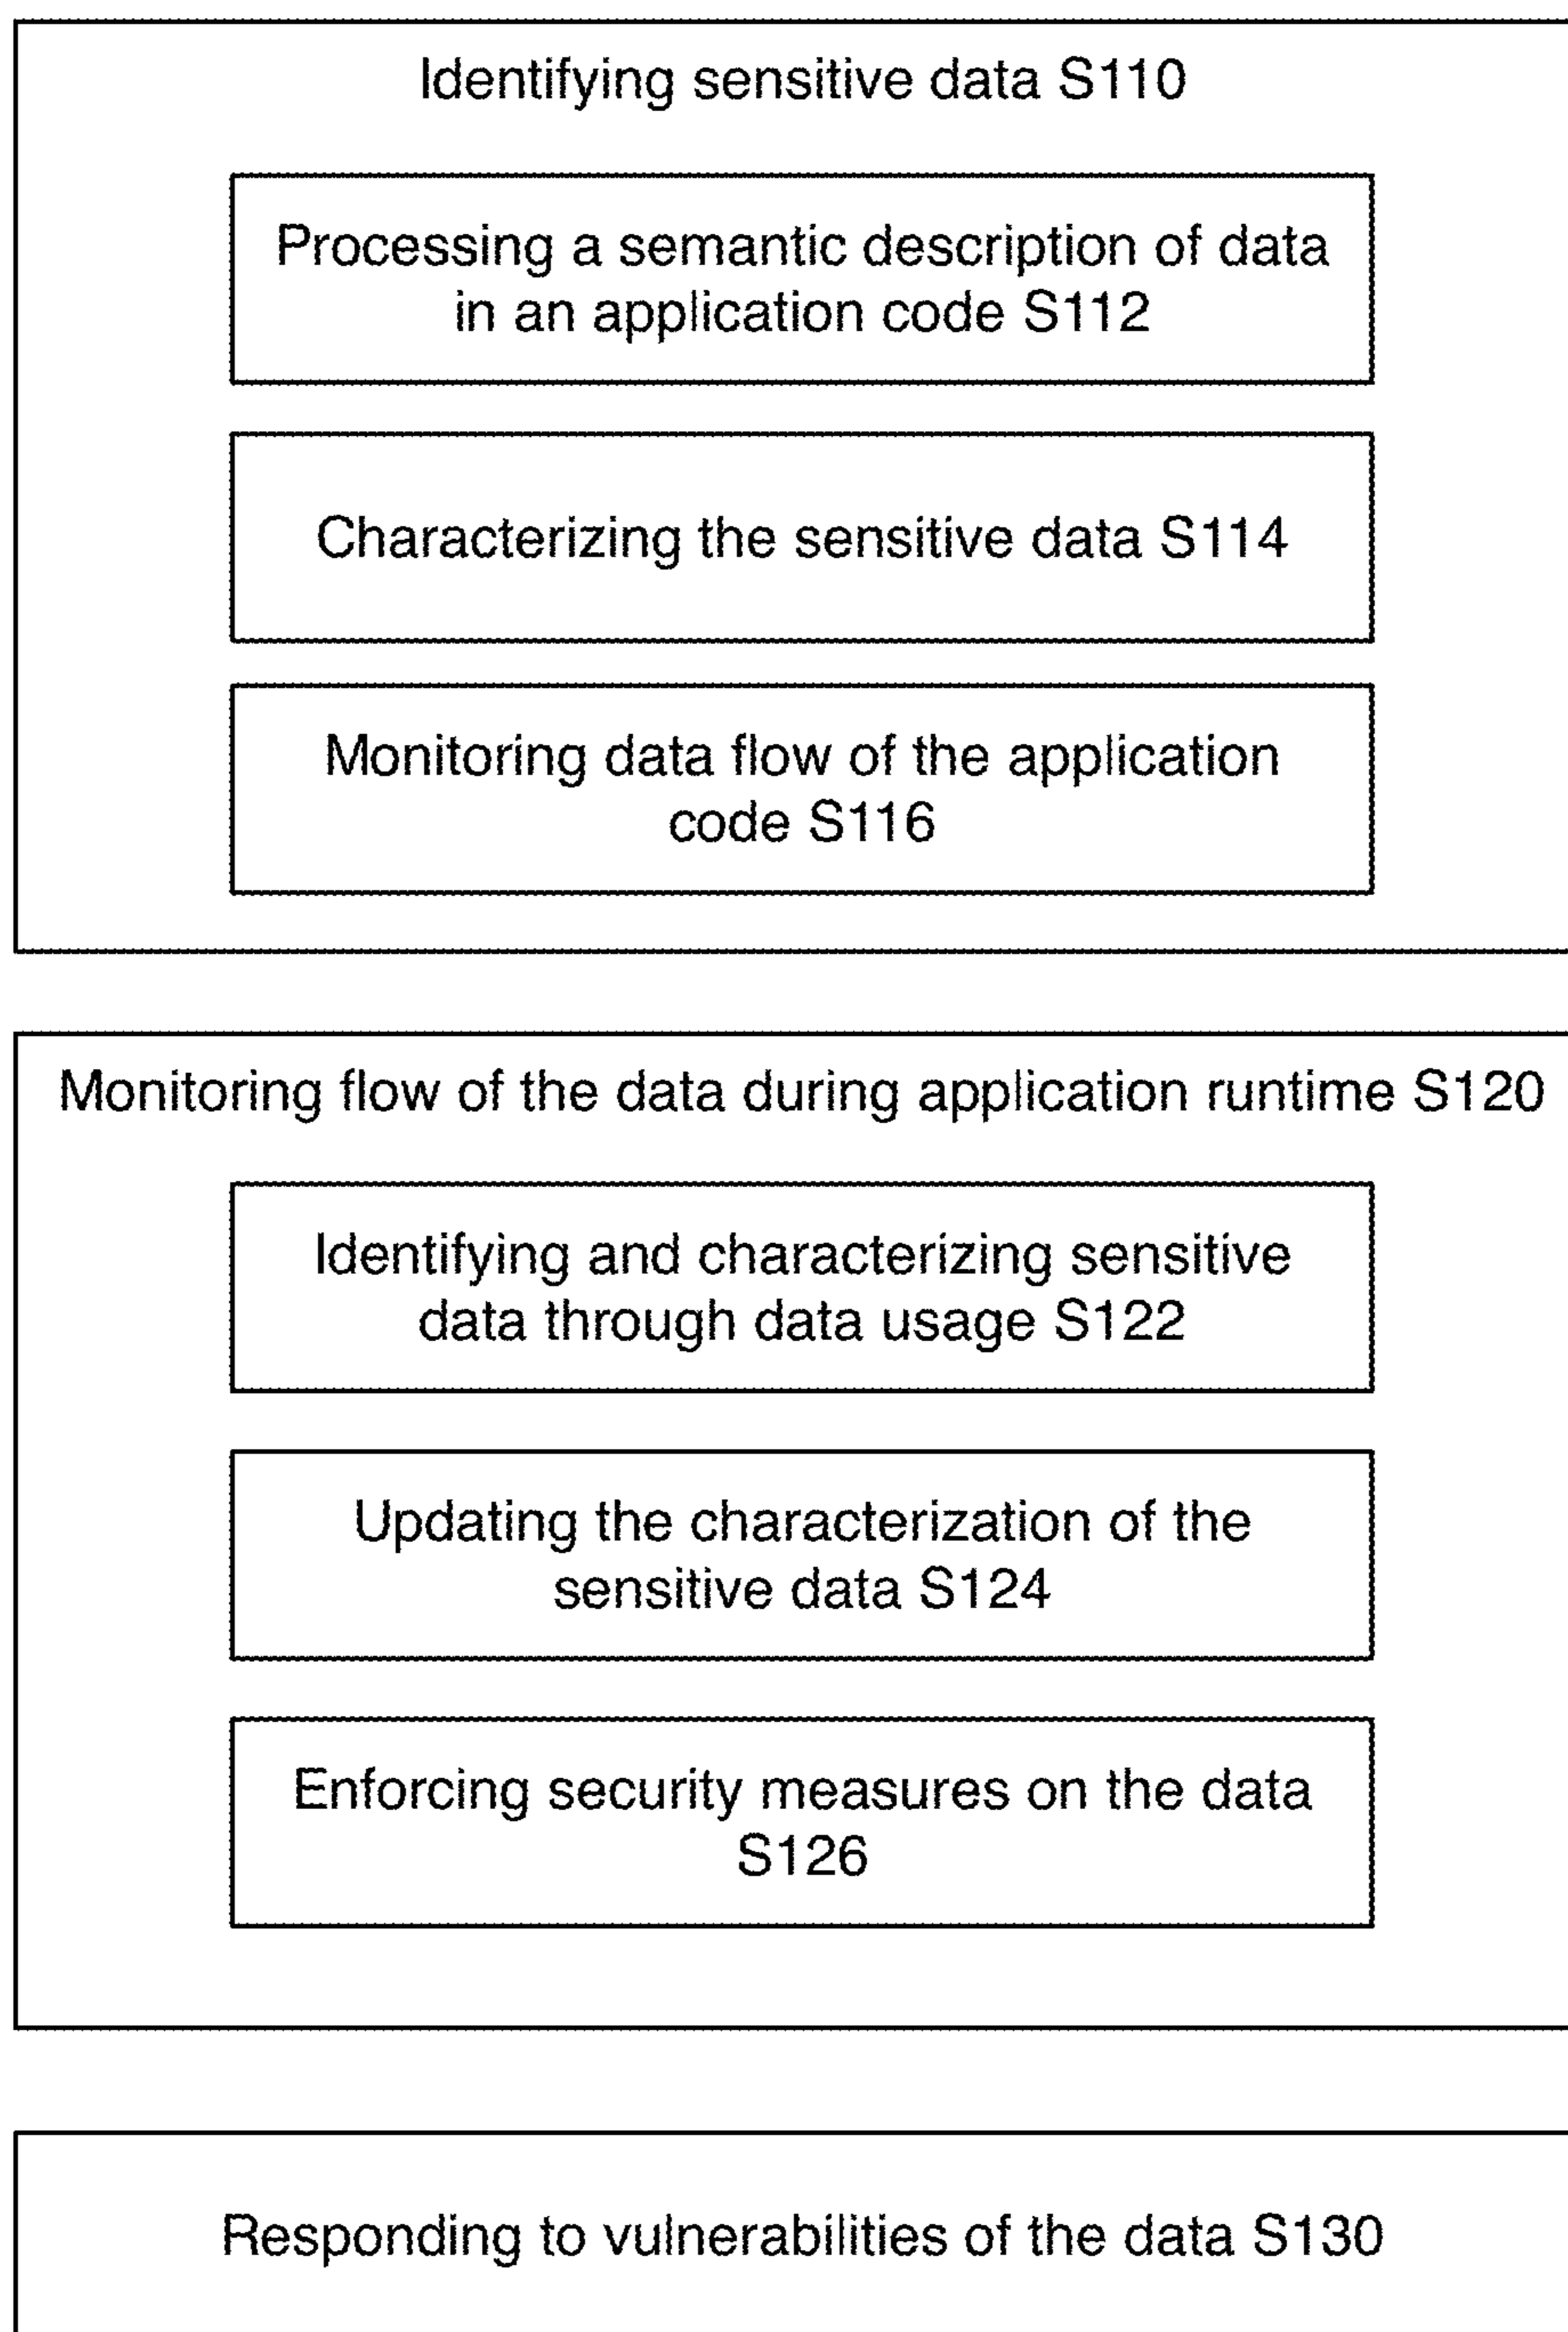 Identifying sensitive data S110
Processing a semantic description of data
in an application code S112
Characterizing the sensitive data S114
Monitoring data flow of the application
code S116
Monitoring flow of the data during application runtime S120
Identifying and characterizing sensitive
data through data usage S122
Updating the characterization of the
sensitive data S124
Enforcing security measures on the data
S126
Responding to vulnerabilities of the data S130